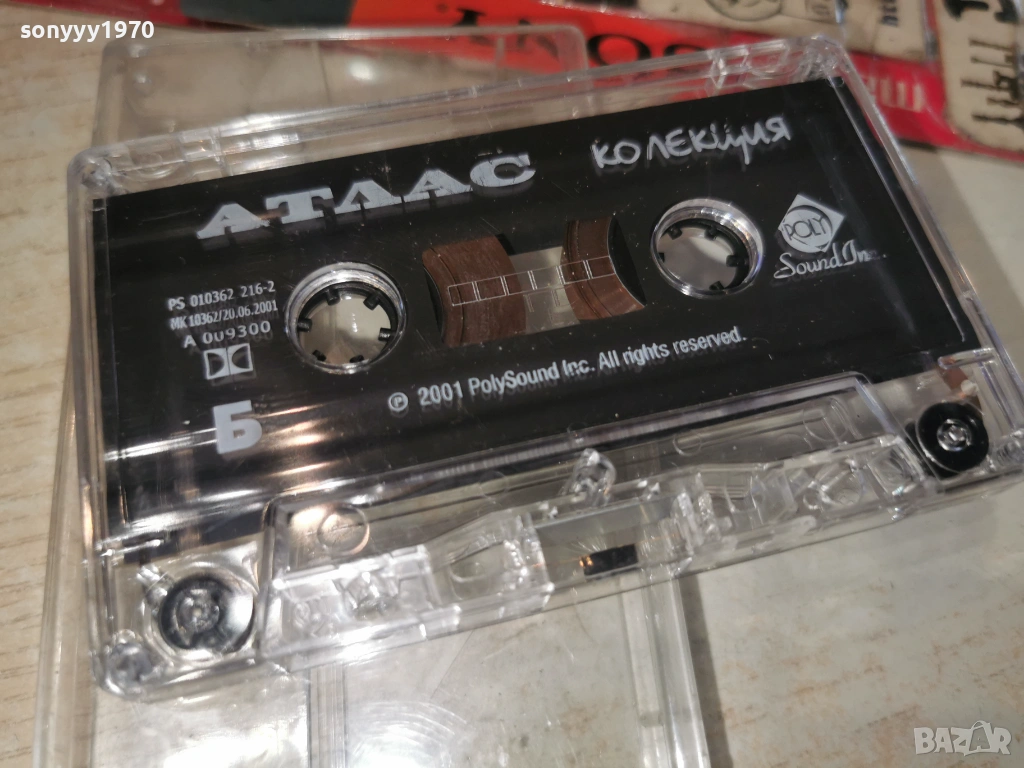 sonyyy1970
SONY
АТЛАС
колекция
POLY
Sound Inc.
PS 010362 216-2
MK 10362/20.06.2001
A 009300
Б
℗ 2001 PolySound Inc. All rights reserved.
BAZAR